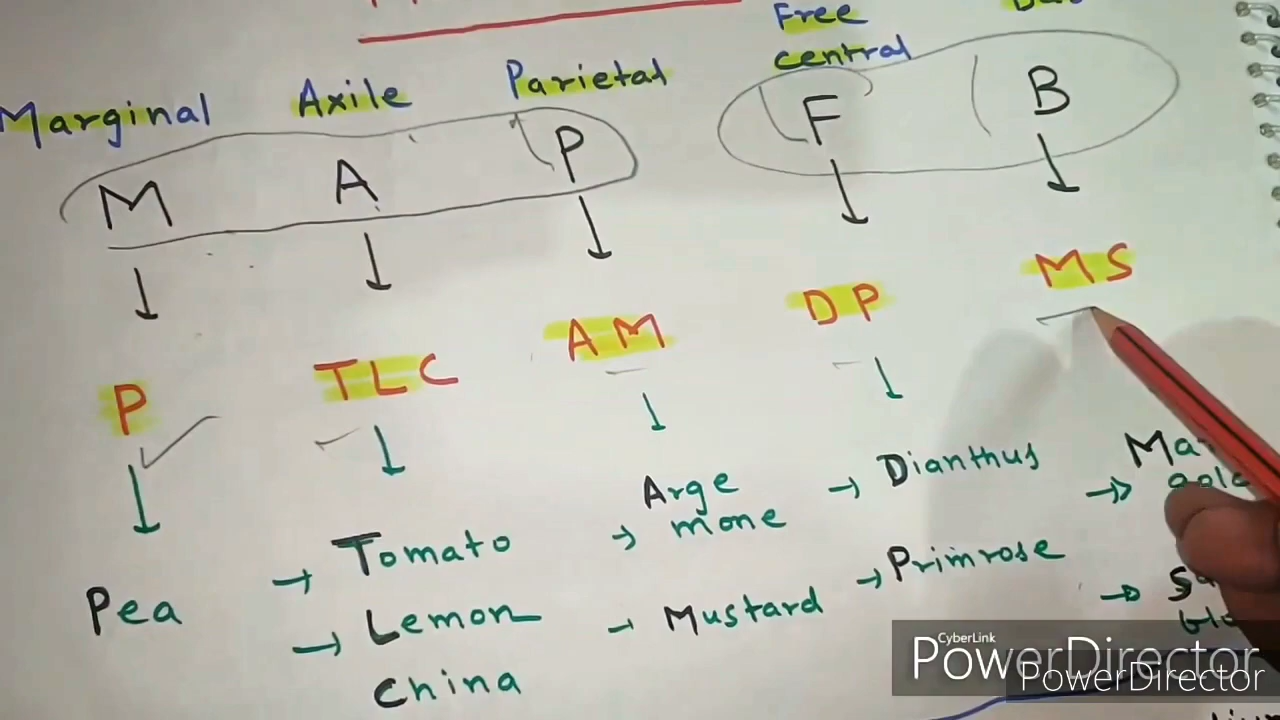 Free
central
Marginal Axile Parietal
M A P F B
P TLC AM DP MS
Pea
Tomato
Lemon
China
Arge
mone
Mustard
Dianthus
Primrose
CyberLink
PowerDirector
PowerDirector